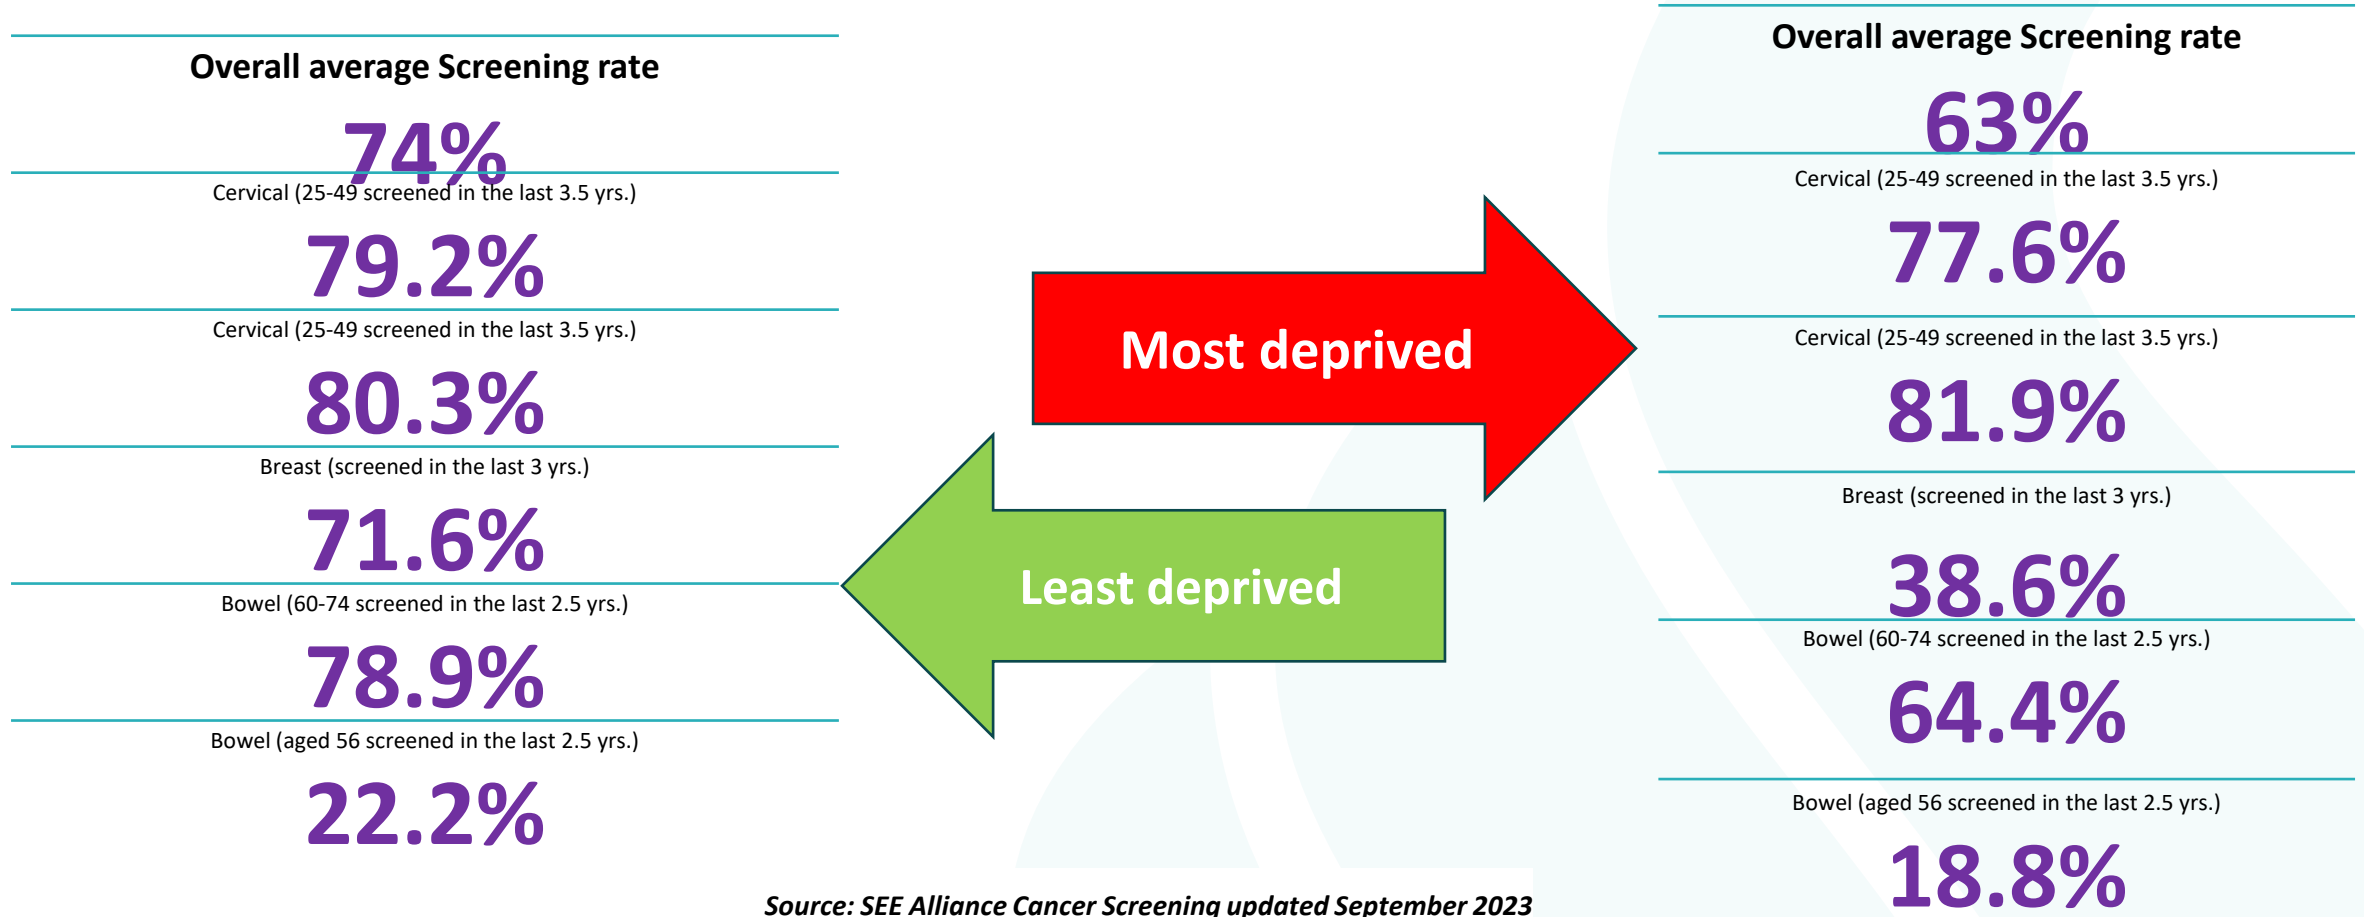 Overall average Screening rate
74%
Cervical (25-49 screened in the last 3.5 yrs.)
79.2%
Cervical (25-49 screened in the last 3.5 yrs.)
80.3%
Breast (screened in the last 3 yrs.)
71.6%
Bowel (60-74 screened in the last 2.5 yrs.)
78.9%
Bowel (aged 56 screened in the last 2.5 yrs.)
22.2%
Most deprived
Least deprived
Overall average Screening rate
63%
Cervical (25-49 screened in the last 3.5 yrs.)
77.6%
Cervical (25-49 screened in the last 3.5 yrs.)
81.9%
Breast (screened in the last 3 yrs.)
38.6%
Bowel (60-74 screened in the last 2.5 yrs.)
64.4%
Bowel (aged 56 screened in the last 2.5 yrs.)
18.8%
Source: SEE Alliance Cancer Screening updated September 2023